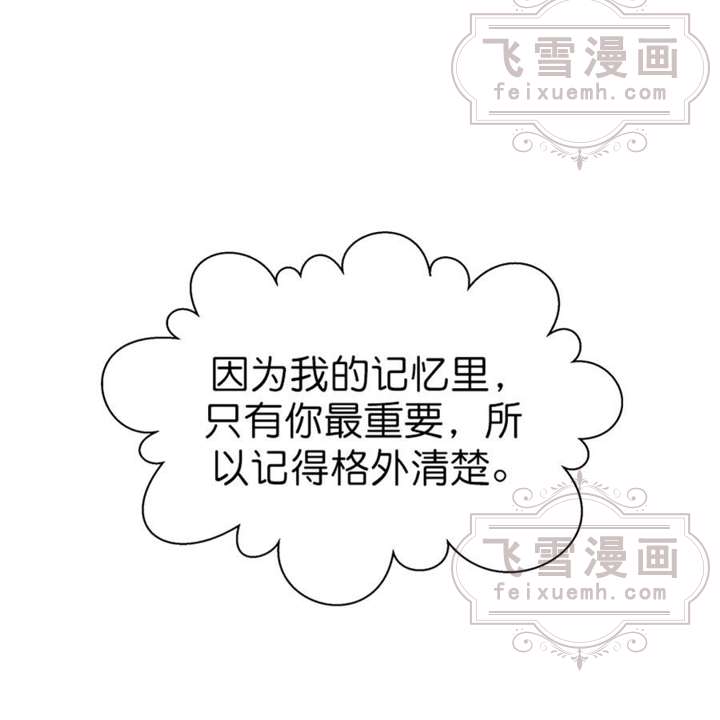 飞雪漫画
feixuemh.com
因为我的记忆里，
只有你最重要，所
以记得格外清楚。
飞雪漫画
feixuemh.com